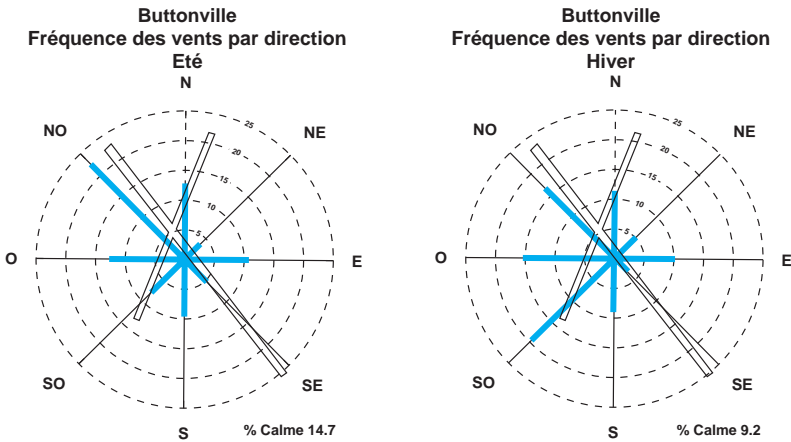 Buttonville
Fréquence des vents par direction
Eté
N
NO
NE
25
20
15
10
5
O
E
SO
SE
S
% Calme 14.7
Buttonville
Fréquence des vents par direction
Hiver
N
NO
NE
25
20
15
10
5
O
E
SO
SE
S
% Calme 9.2